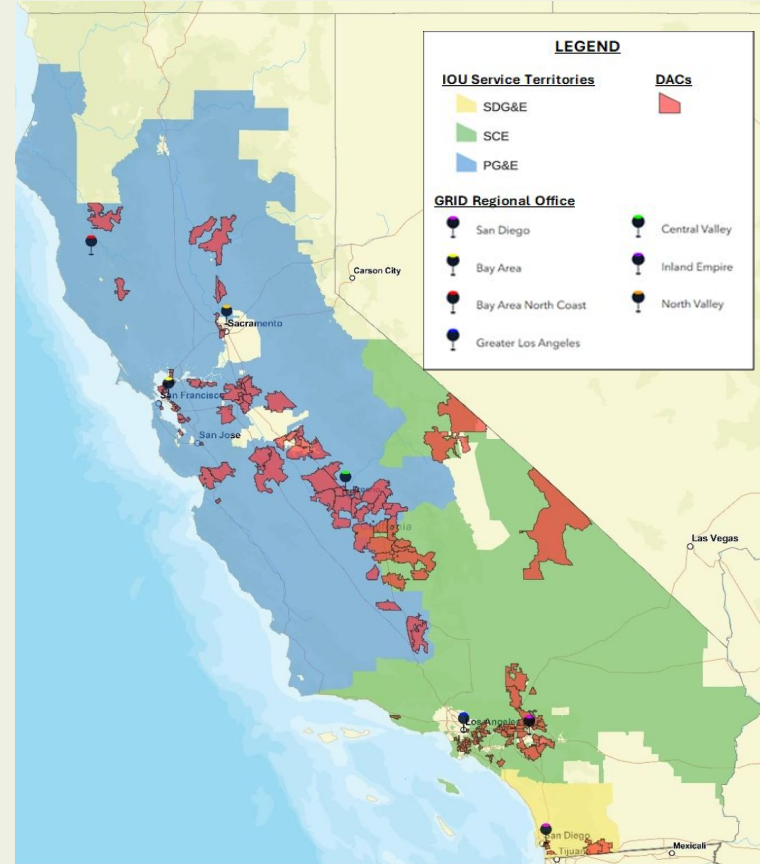 LEGEND
IOU Service Territories
DACs
SDG&E
SCE
PG&E
GRID Regional Office
San Diego
Central Valley
Bay Area
Inland Empire
Bay Area North Coast
North Valley
Greater Los Angeles
Carson City
Sacramento
San Francisco
San Jose
Las Vegas
Los Angeles
San Diego
Mexicali